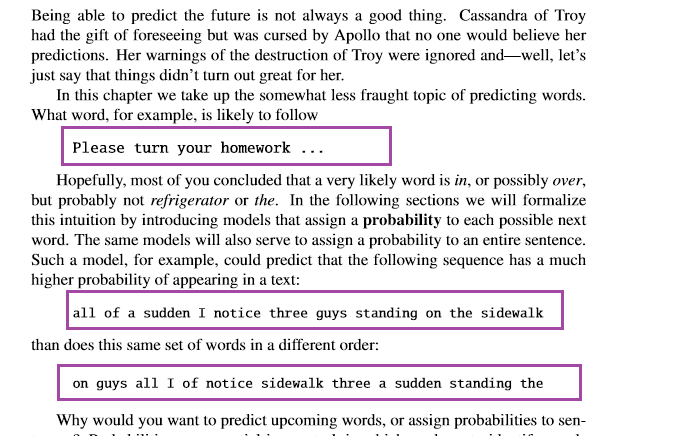 Being able to predict the future is not always a good thing. Cassandra of Troy
had the gift of foreseeing but was cursed by Apollo that no one would believe her
predictions. Her warnings of the destruction of Troy were ignored and—well, let’s
just say that things didn’t turn out great for her.
In this chapter we take up the somewhat less fraught topic of predicting words.
What word, for example, is likely to follow
Please turn your homework ...
Hopefully, most of you concluded that a very likely word is in, or possibly over,
but probably not refrigerator or the. In the following sections we will formalize
this intuition by introducing models that assign a probability to each possible next
word. The same models will also serve to assign a probability to an entire sentence.
Such a model, for example, could predict that the following sequence has a much
higher probability of appearing in a text:
all of a sudden I notice three guys standing on the sidewalk
than does this same set of words in a different order:
on guys all I of notice sidewalk three a sudden standing the
Why would you want to predict upcoming words, or assign probabilities to sen-